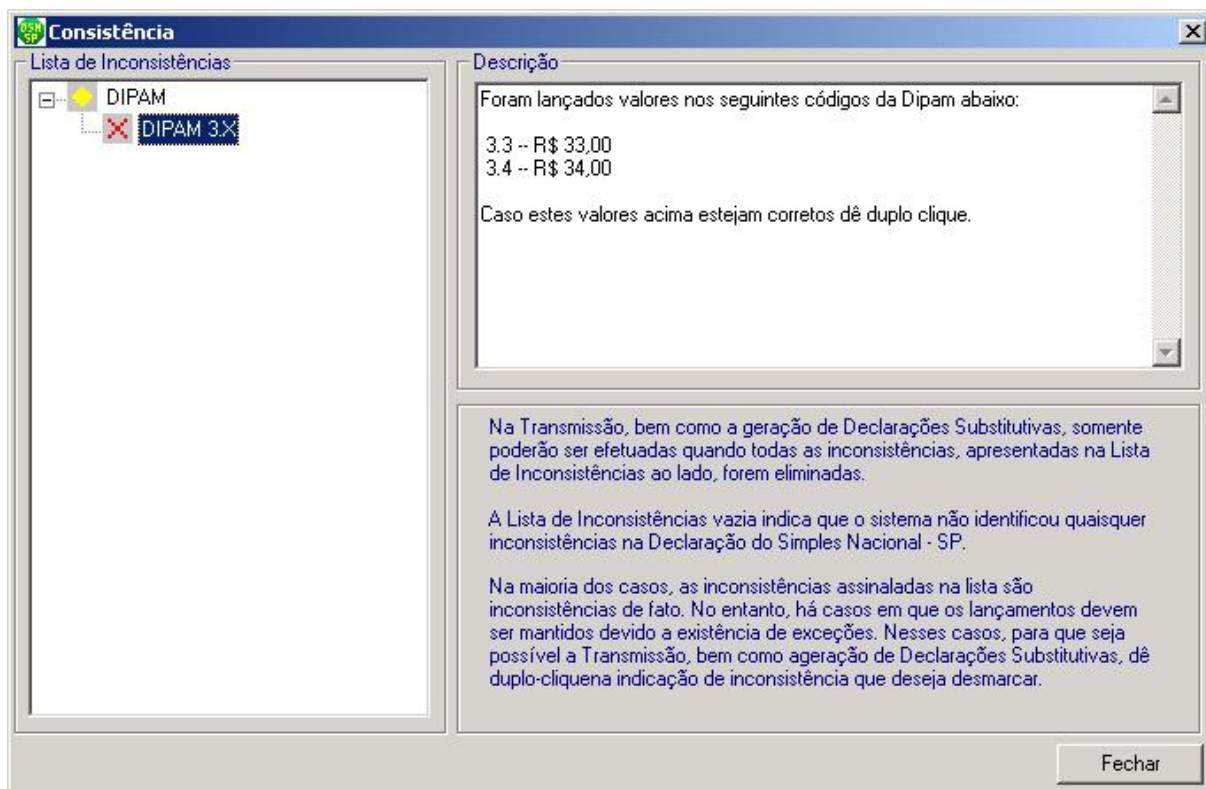 DSN
SP
Consistência
Lista de Inconsistências
DIPAM
DIPAM 3.X
Descrição
Foram lançados valores nos seguintes códigos da Dipam abaixo:
3.3 -- R$ 33,00
3.4 -- R$ 34,00
Caso estes valores acima estejam corretos dê duplo clique.
Na Transmissão, bem como a geração de Declarações Substitutivas, somente
poderão ser efetuadas quando todas as inconsistências, apresentadas na Lista
de Inconsistências ao lado, forem eliminadas.
A Lista de Inconsistências vazia indica que o sistema não identificou quaisquer
inconsistências na Declaração do Simples Nacional - SP.
Na maioria dos casos, as inconsistências assinaladas na lista são
inconsistências de fato. No entanto, há casos em que os lançamentos devem
ser mantidos devido a existência de exceções. Nesses casos, para que seja
possível a Transmissão, bem como ageração de Declarações Substitutivas, dê
duplo-cliquena indicação de inconsistência que deseja desmarcar.
Fechar